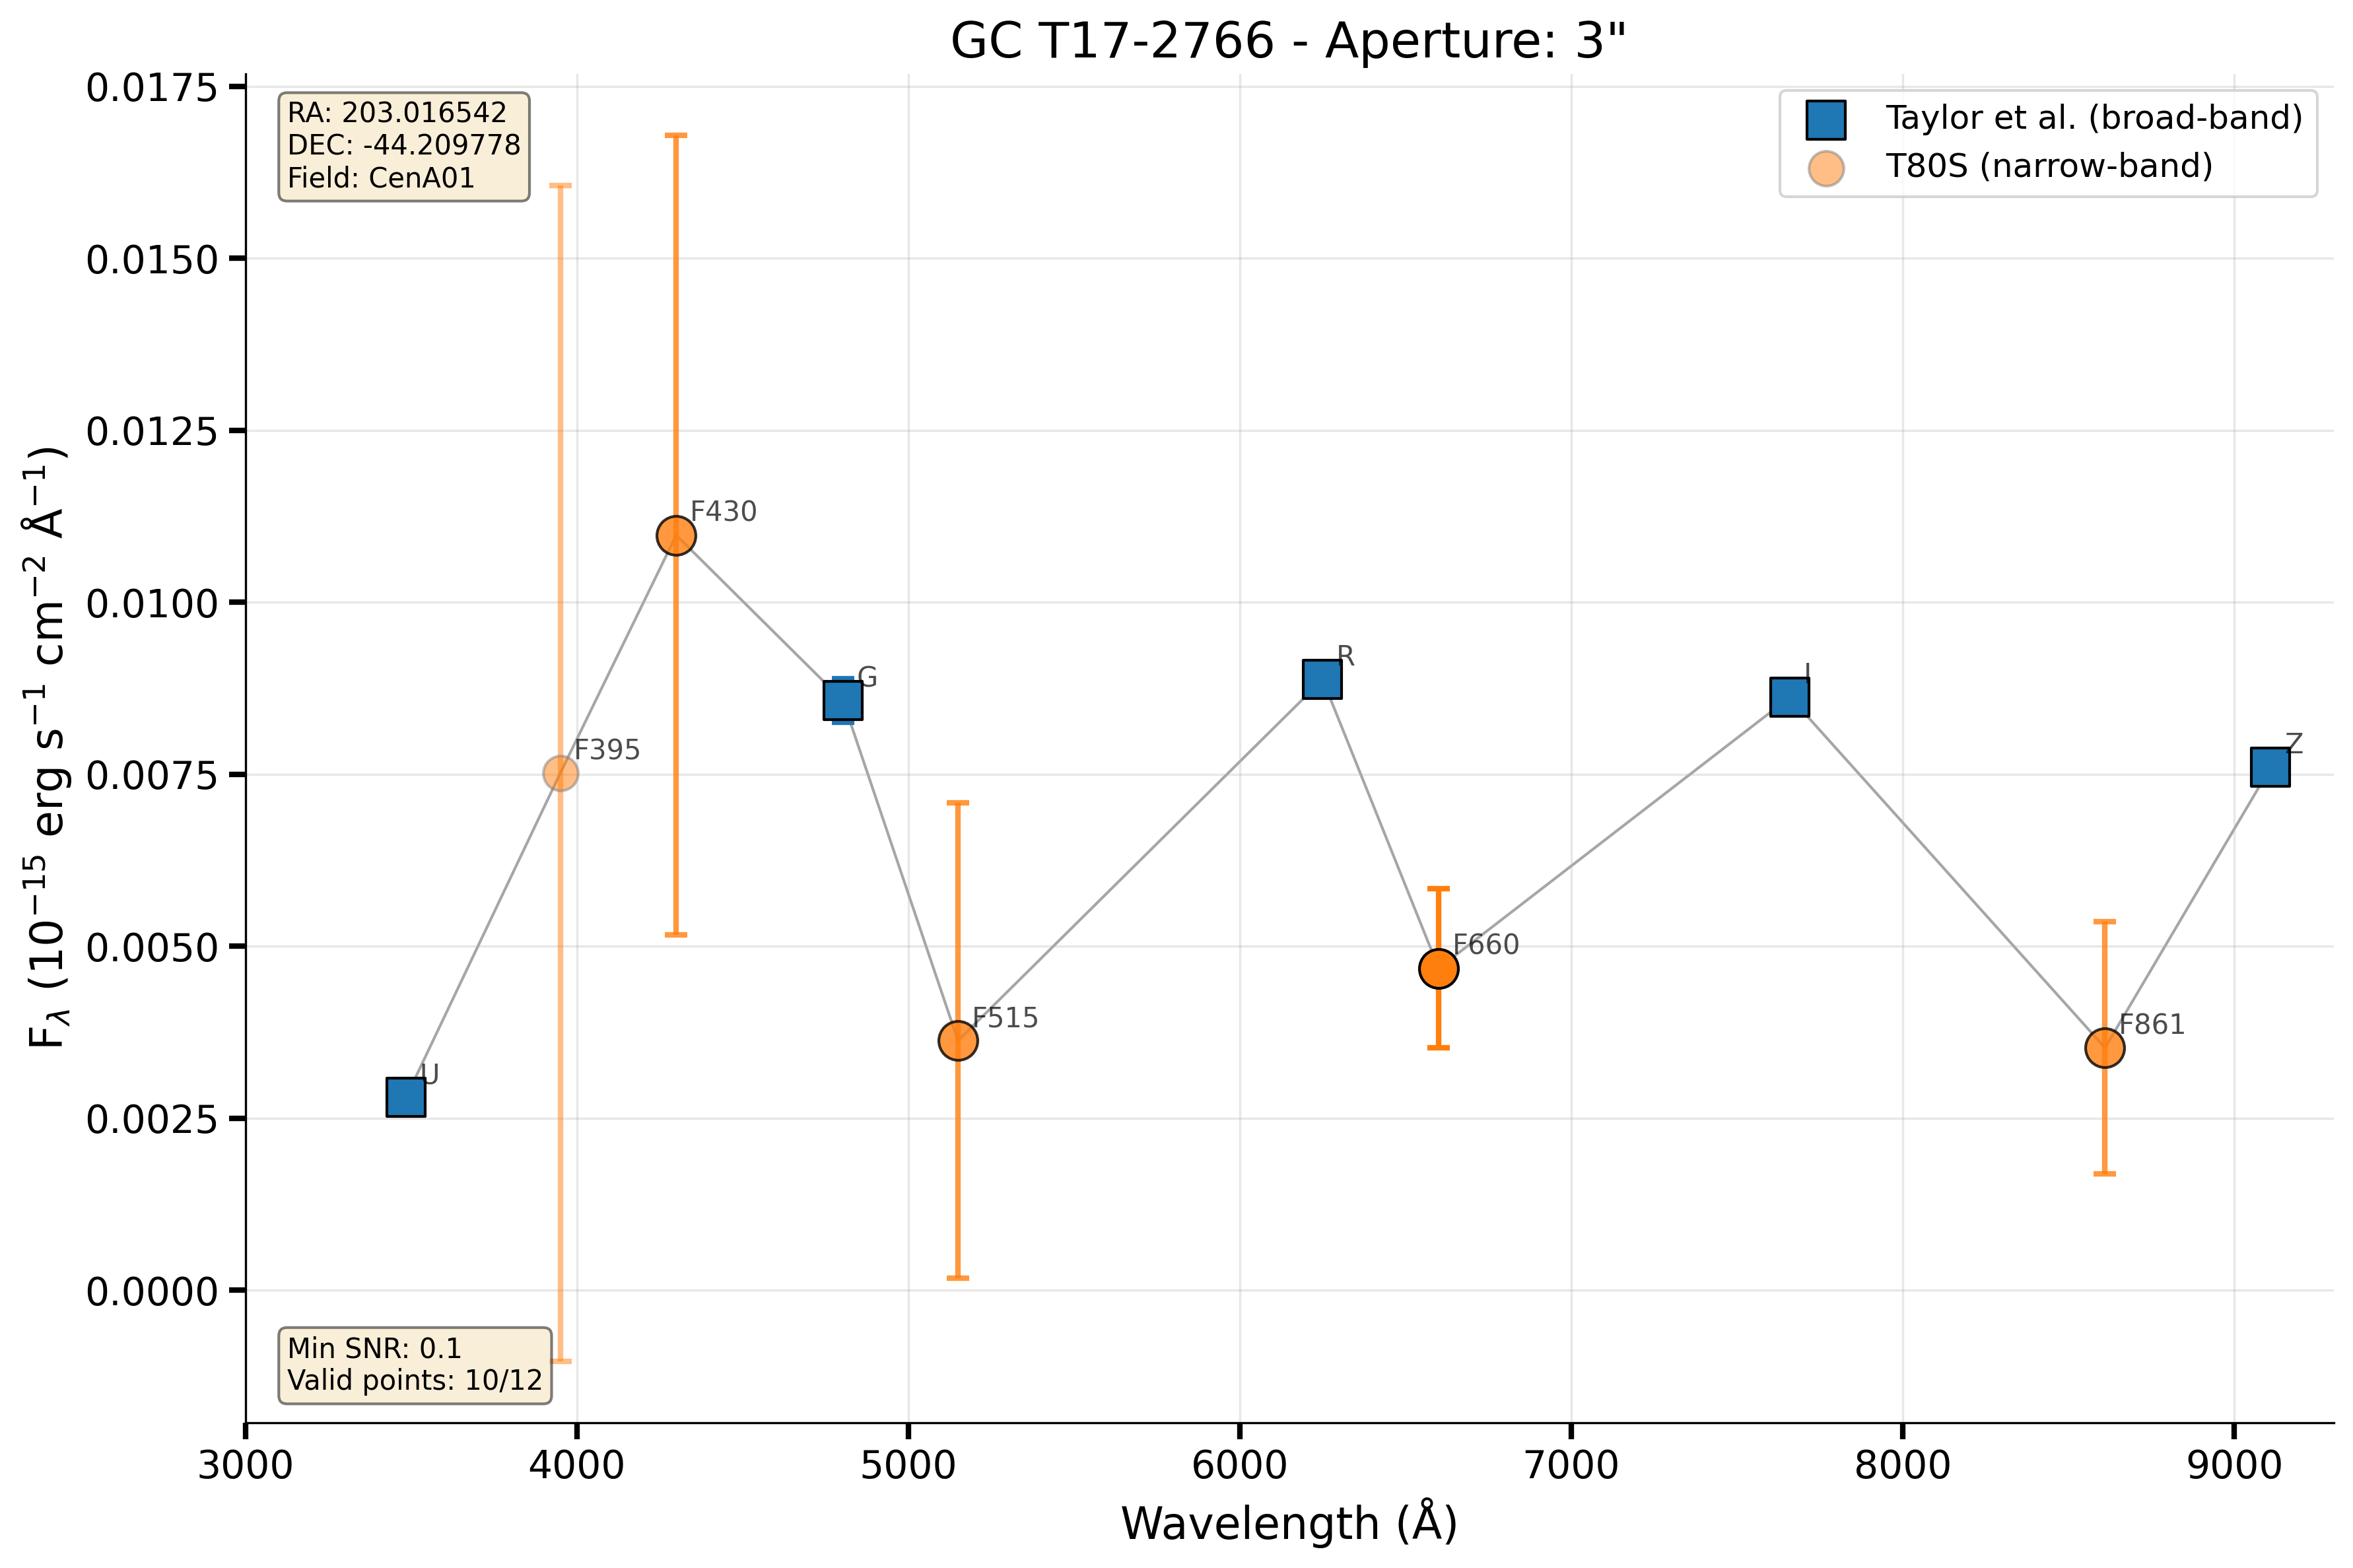 GC T17-2766 - Aperture: 3"
RA: 203.016542
DEC: -44.209778
Field: CenA01
Taylor et al. (broad-band)
T80S (narrow-band)
0.0175
0.0150
0.0125
0.0100
0.0075
0.0050
0.0025
0.0000
Fλ (10⁻¹⁵ erg s⁻¹ cm⁻² Å⁻¹)
U
F395
F430
G
F515
R
F660
I
F861
Z
Min SNR: 0.1
Valid points: 10/12
3000 4000 5000 6000 7000 8000 9000
Wavelength (Å)